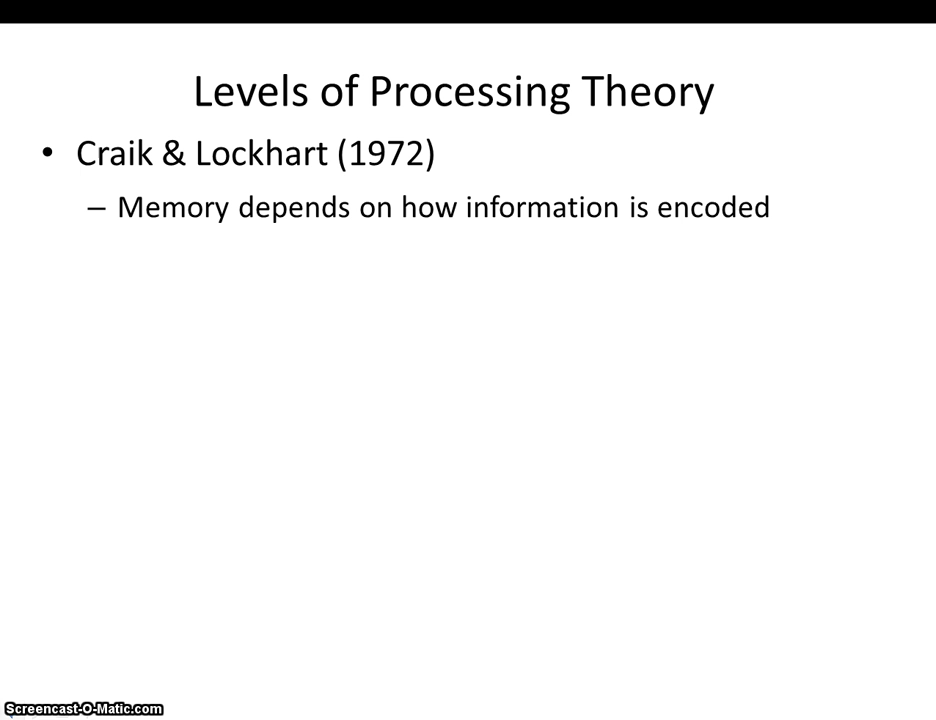 Levels of Processing Theory
• Craik & Lockhart (1972)
– Memory depends on how information is encoded
Screencast-O-Matic.com